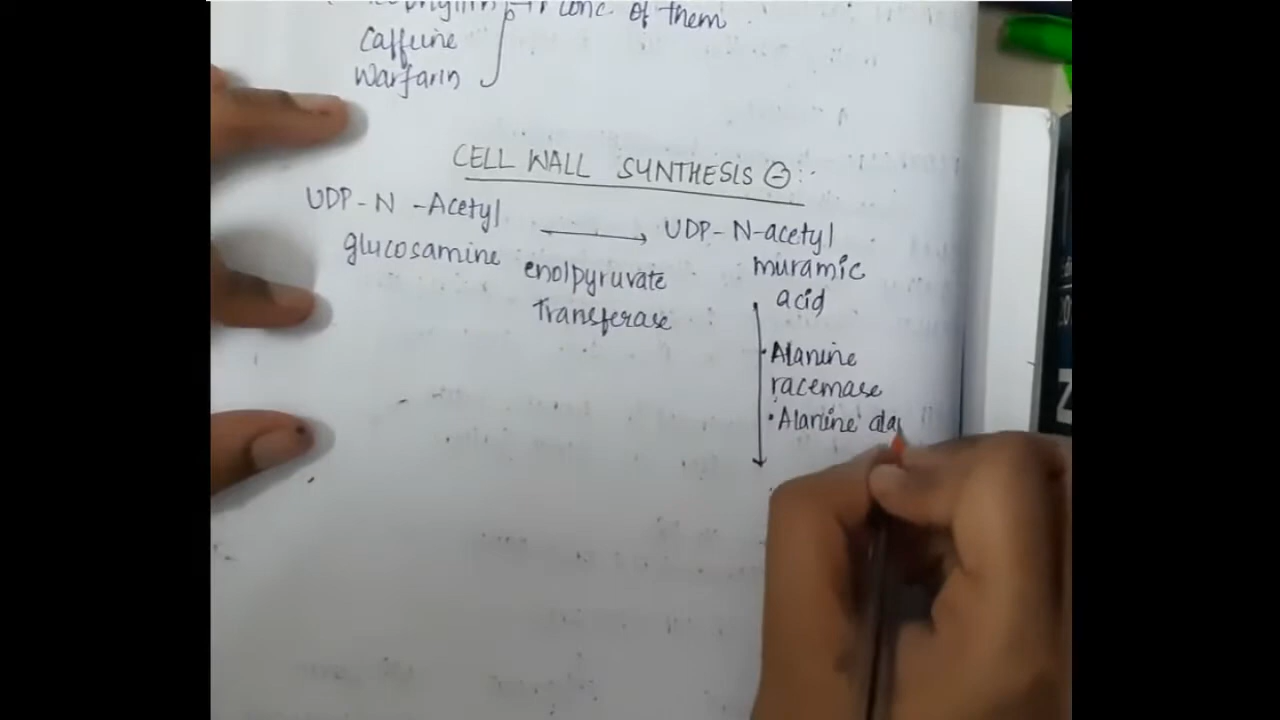 conc. of them
Caffeine
Warfarin
CELL WALL SYNTHESIS ⊖:-
UDP-N-Acetyl → UDP-N-acetyl
glucosamine
enolpyruvate
Transferase
muramic
acid
Alanine
racemase
• Alanine ala